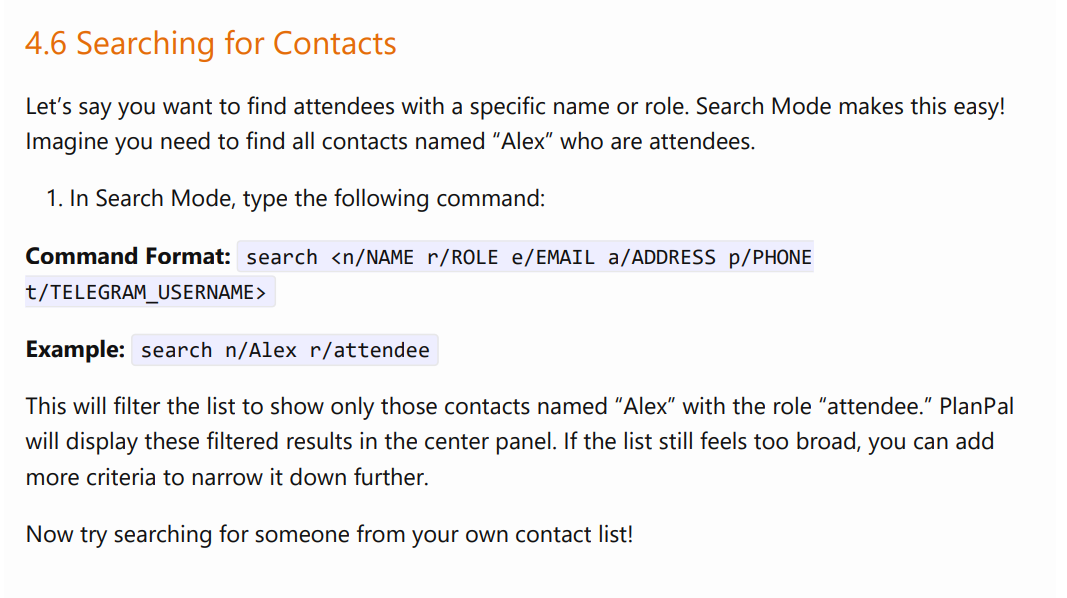 4.6 Searching for Contacts
Let’s say you want to find attendees with a specific name or role. Search Mode makes this easy!
Imagine you need to find all contacts named “Alex” who are attendees.
1. In Search Mode, type the following command:
Command Format: search <n/NAME r/ROLE e/EMAIL a/ADDRESS p/PHONE
t/TELEGRAM_USERNAME>
Example: search n/Alex r/attendee
This will filter the list to show only those contacts named “Alex” with the role “attendee.” PlanPal
will display these filtered results in the center panel. If the list still feels too broad, you can add
more criteria to narrow it down further.
Now try searching for someone from your own contact list!